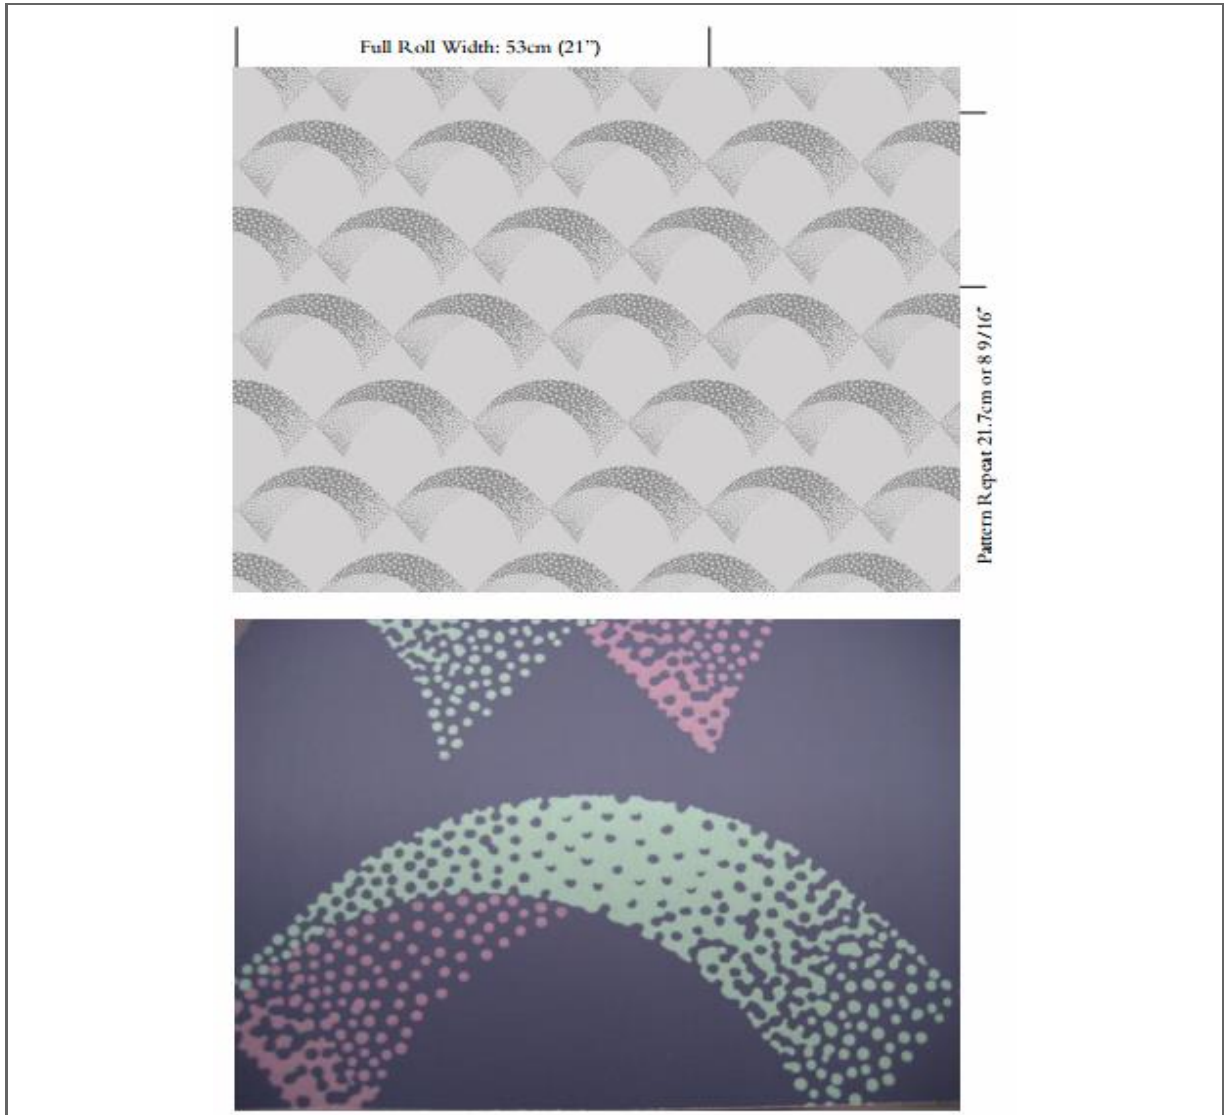 Full Roll Width: 53cm (21”)
Pattern Repeat 21.7cm or 8 9/16”